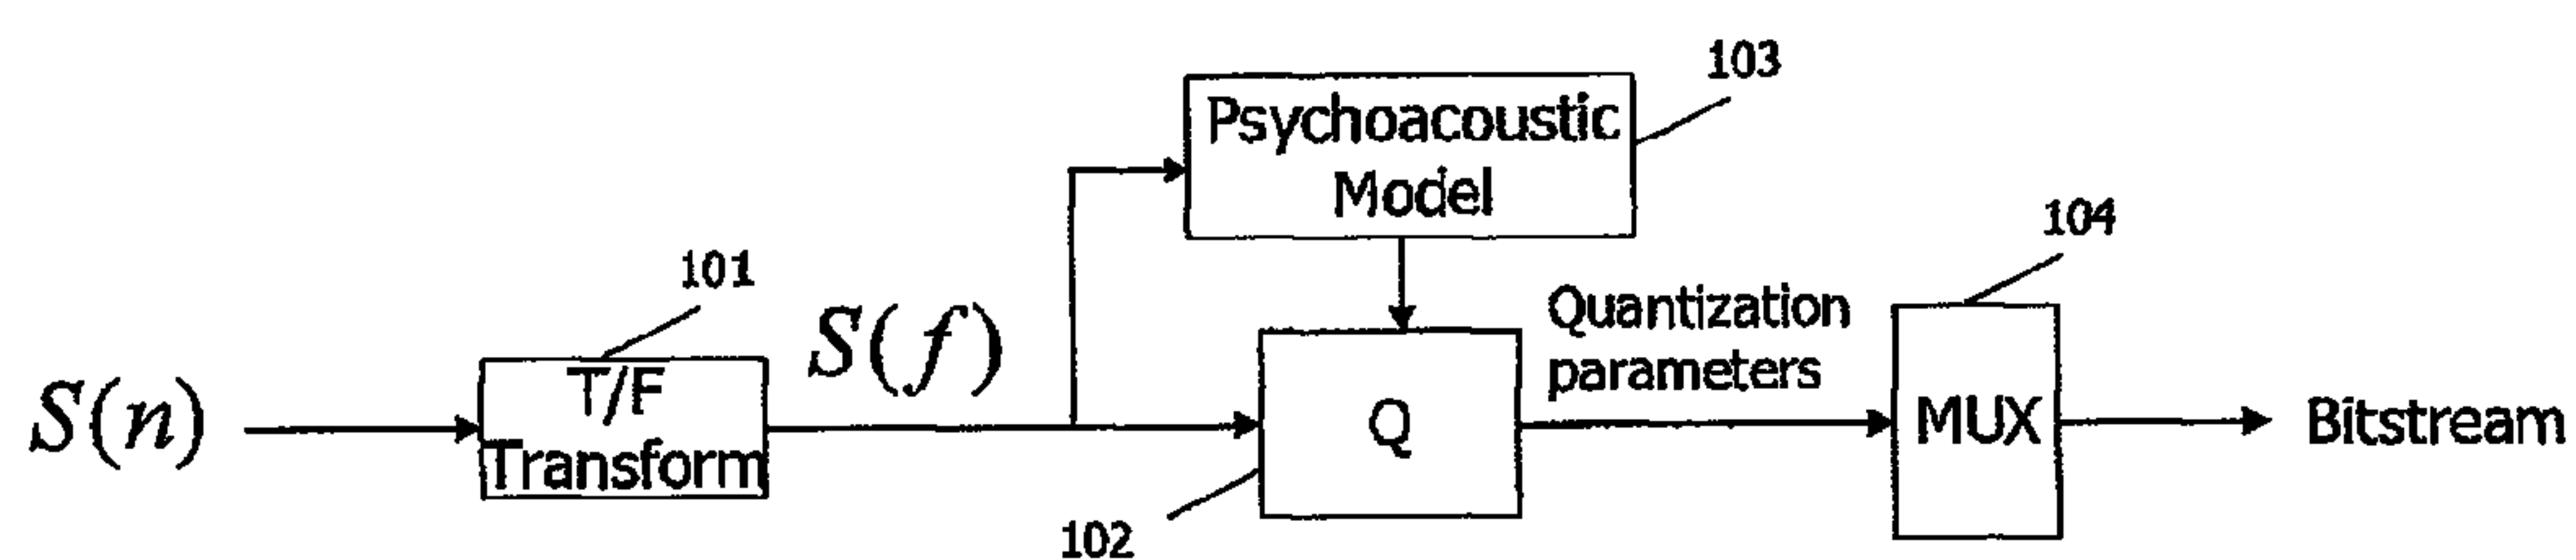 103
Psychoacoustic
Model
104
101
S(f)
Quantization
parameters
S(n)
T/F
Transform
Q
MUX
Bitstream
102